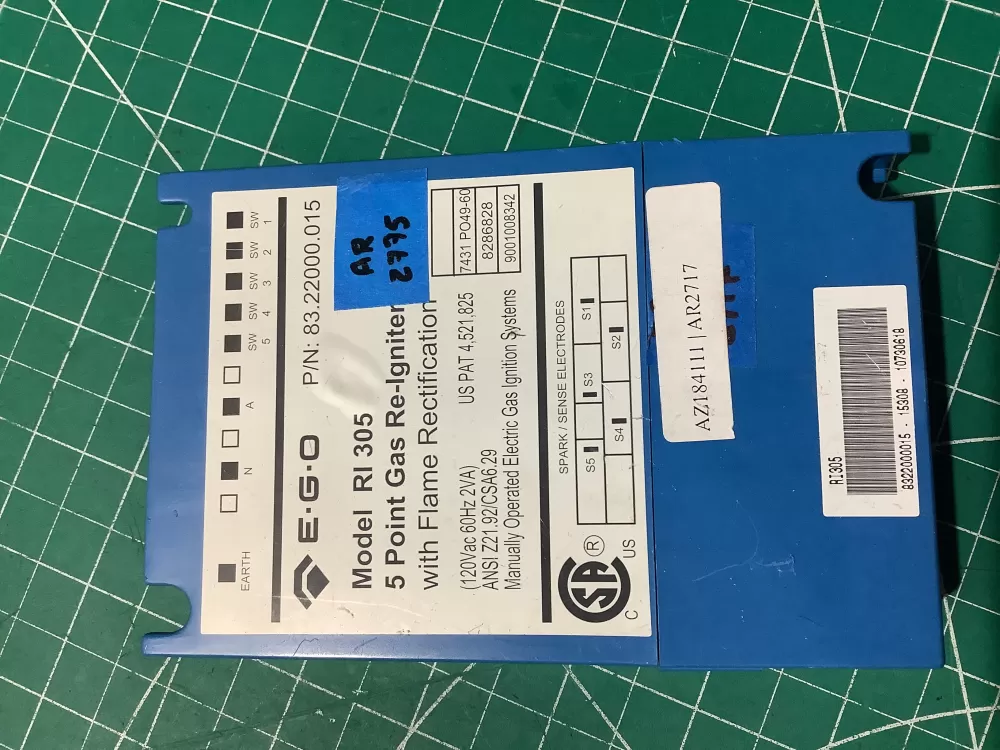 SW SW SW SW SW
1 2 3 4 5
A
N
EARTH
E·G·O
P/N: 83.22000.015
Model RI 305
5 Point Gas Re-Igniter
with Flame Rectification
US PAT 4,521,825
(120Vac 60Hz 2VA)
ANSI Z21.92/CSA6.29
Manually Operated Electric Gas Ignition Systems
AR
2775
7431 PO49-60
8286828
9001008342
SPARK / SENSE ELECTRODES
S5 S3 S1
S4 S2
SA
®
C US
AZ184111 | AR2717
RI305
8322000015 - 15308 - 10730618